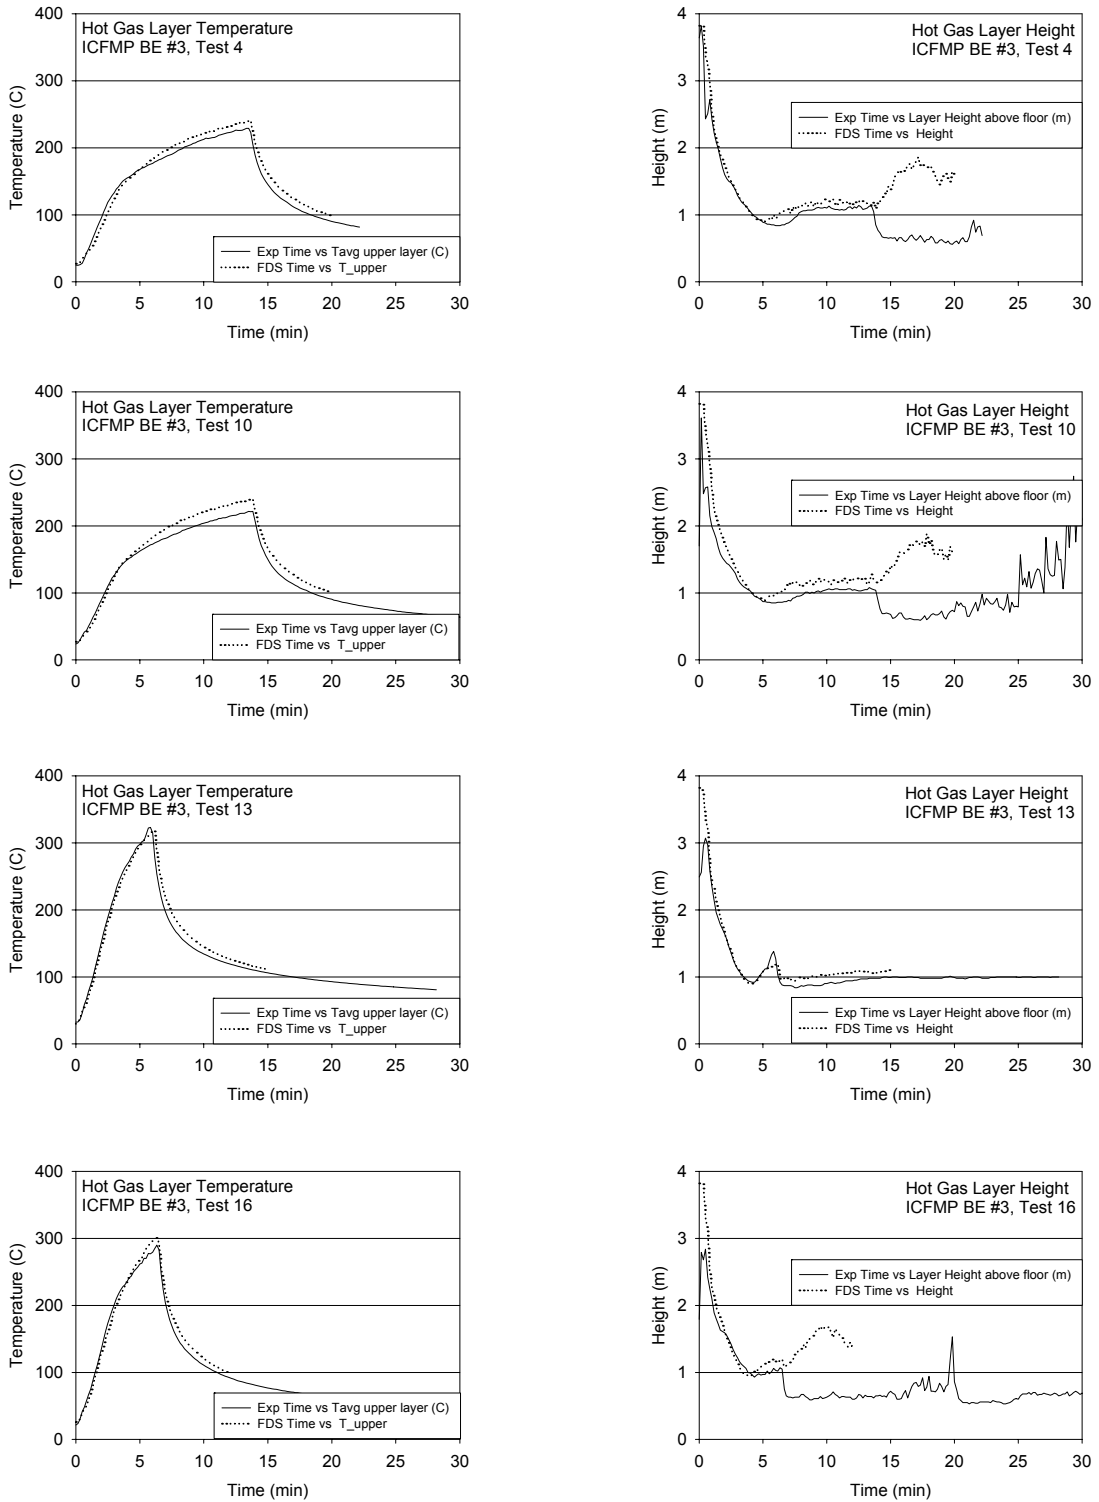 Hot Gas Layer Temperature
ICFMP BE #3, Test 4
Temperature (C)
400
300
200
100
0
Exp Time vs Tavg upper layer (C)
FDS Time vs T_upper
0 5 10 15 20 25 30
Time (min)
Hot Gas Layer Height
ICFMP BE #3, Test 4
Height (m)
4
3
2
1
0
Exp Time vs Layer Height above floor (m)
FDS Time vs Height
0 5 10 15 20 25 30
Time (min)
Hot Gas Layer Temperature
ICFMP BE #3, Test 10
Temperature (C)
400
300
200
100
0
Exp Time vs Tavg upper layer (C)
FDS Time vs T_upper
0 5 10 15 20 25 30
Time (min)
Hot Gas Layer Height
ICFMP BE #3, Test 10
Height (m)
4
3
2
1
0
Exp Time vs Layer Height above floor (m)
FDS Time vs Height
0 5 10 15 20 25 30
Time (min)
Hot Gas Layer Temperature
ICFMP BE #3, Test 13
Temperature (C)
400
300
200
100
0
Exp Time vs Tavg upper layer (C)
FDS Time vs T_upper
0 5 10 15 20 25 30
Time (min)
Hot Gas Layer Height
ICFMP BE #3, Test 13
Height (m)
4
3
2
1
0
Exp Time vs Layer Height above floor (m)
FDS Time vs Height
0 5 10 15 20 25 30
Time (min)
Hot Gas Layer Temperature
ICFMP BE #3, Test 16
Temperature (C)
400
300
200
100
0
Exp Time vs Tavg upper layer (C)
FDS Time vs T_upper
0 5 10 15 20 25 30
Time (min)
Hot Gas Layer Height
ICFMP BE #3, Test 16
Height (m)
4
3
2
1
0
Exp Time vs Layer Height above floor (m)
FDS Time vs Height
0 5 10 15 20 25 30
Time (min)